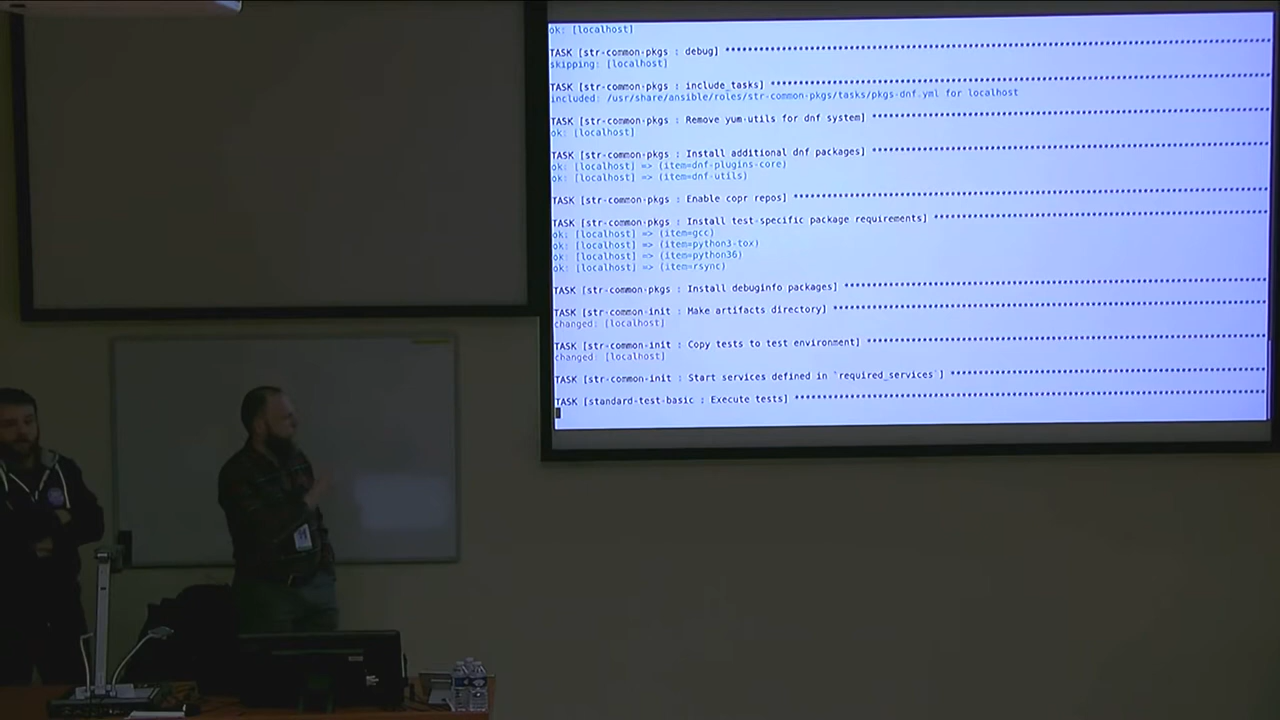 ok: [localhost]
TASK [str-common-pkgs : debug] ****************************************************************************************
skipping: [localhost]
TASK [str-common-pkgs : include_tasks] ********************************************************************************
included: /usr/share/ansible/roles/str-common-pkgs/tasks/pkgs-dnf.yml for localhost
TASK [str-common-pkgs : Remove yum-utils for dnf system] **************************************************************
ok: [localhost]
TASK [str-common-pkgs : Install additional dnf packages] **************************************************************
ok: [localhost] => (item=dnf-plugins-core)
ok: [localhost] => (item=dnf-utils)
TASK [str-common-pkgs : Enable copr repos] ****************************************************************************
TASK [str-common-pkgs : Install test-specific package requirements] ***************************************************
ok: [localhost] => (item=gcc)
ok: [localhost] => (item=python3-tox)
ok: [localhost] => (item=python36)
ok: [localhost] => (item=rsync)
TASK [str-common-pkgs : Install debuginfo packages] *******************************************************************
TASK [str-common-init : Make artifacts directory] *********************************************************************
changed: [localhost]
TASK [str-common-init : Copy tests to test environment] ***************************************************************
changed: [localhost]
TASK [str-common-init : Start services defined in `required_services`] ************************************************
TASK [standard-test-basic : Execute tests] ****************************************************************************